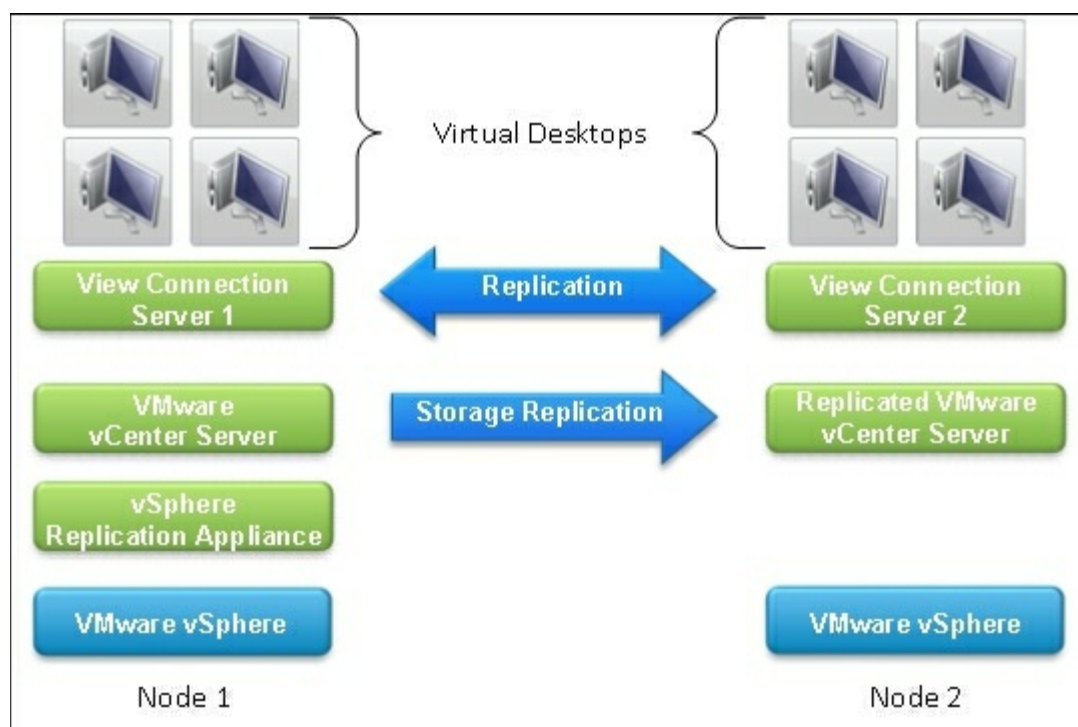 Virtual Desktops
View Connection
Server 1
Replication
View Connection
Server 2
VMware
vCenter Server
Storage Replication
Replicated VMware
vCenter Server
vSphere
Replication Appliance
VMware vSphere
VMware vSphere
Node 1
Node 2